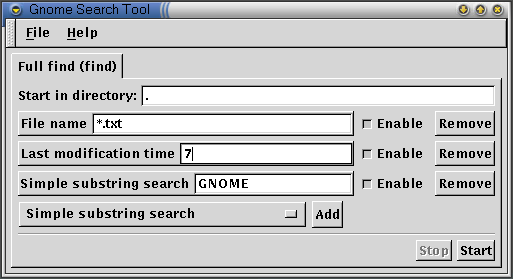 Gnome Search Tool
File Help
Full find (find)
Start in directory: .
File name *.txt Enable Remove
Last modification time 7 Enable Remove
Simple substring search GNOME Enable Remove
Simple substring search Add
Stop Start